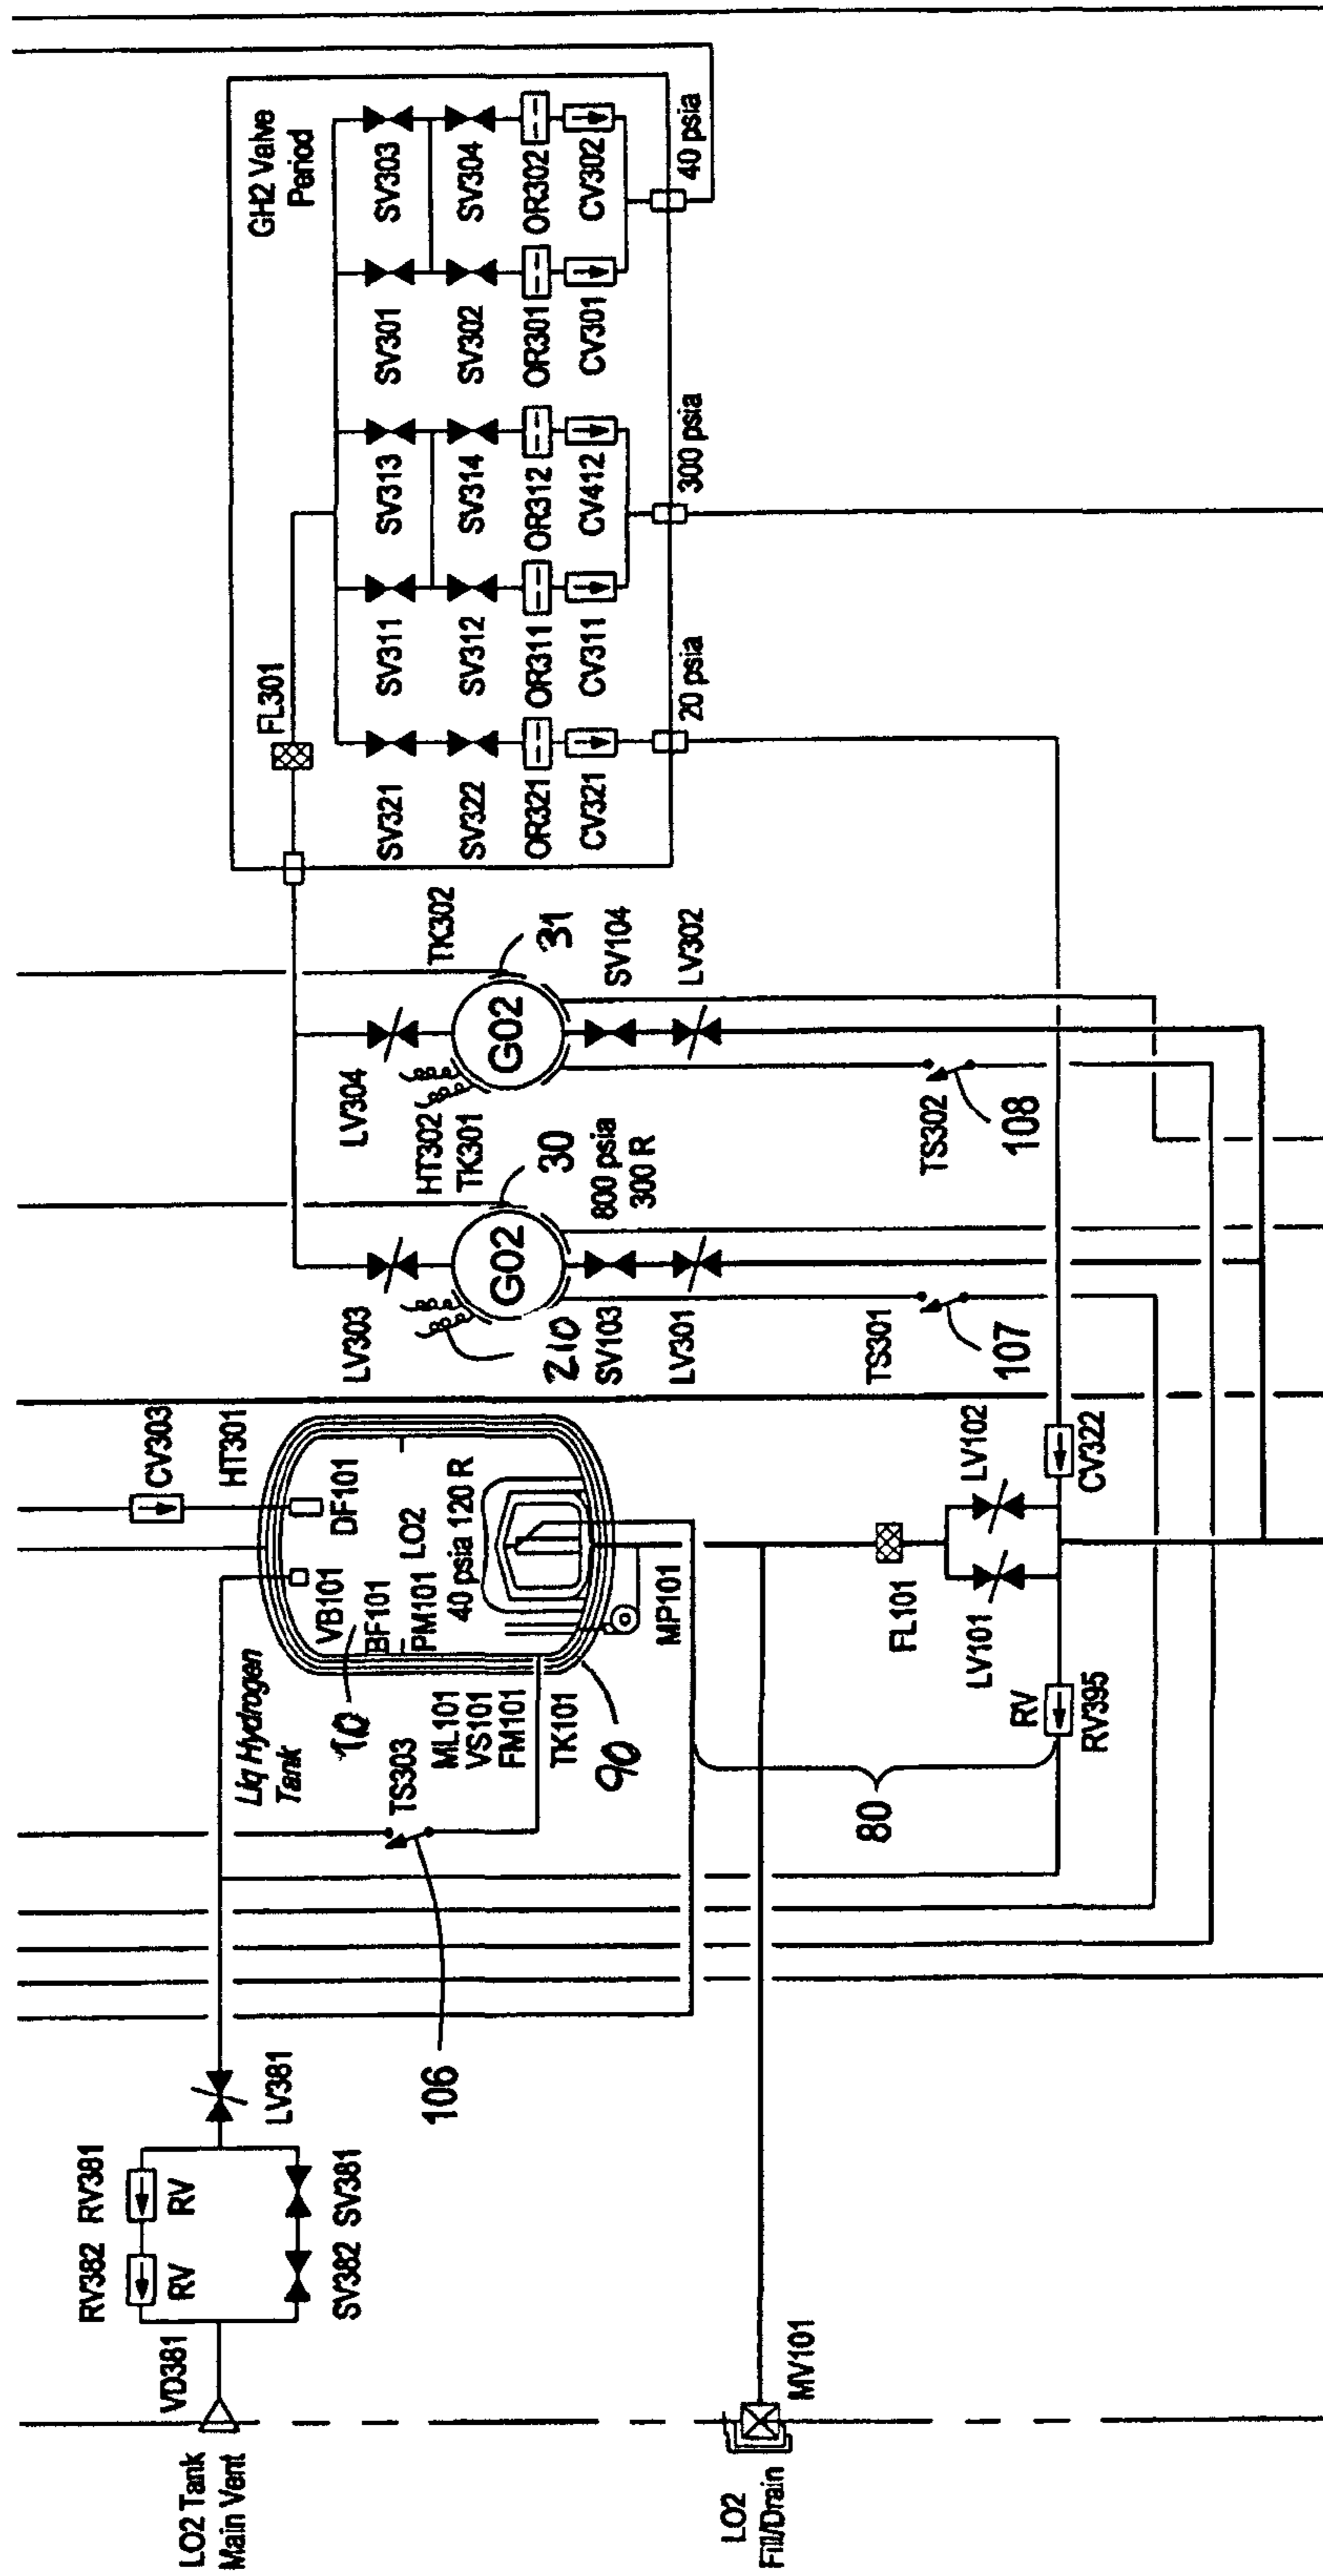 LO2 Tank
Main Vent
VD381
RV382
RV381
RV
RV
SV382
SV381
LV381
LO2
Fill/Drain
MV101
106
TS303
Liq Hydrogen
Tank
10
VB101
DF101
BF101
PM101
LO2
40 psia 120 R
ML101
VS101
FM101
TK101
90
MP101
CV303
HT301
80
RV
RV395
LV101
FL101
LV102
CV322
LV303
210
G02
30
800 psia
300 R
SV103
LV301
TS301
107
LV304
HT302
TK301
G02
TK302
31
SV104
LV302
TS302
108
FL301
GH2 Valve
Period
SV321
SV311
SV313
SV301
SV303
SV322
SV312
SV314
SV302
SV304
OR321
OR311
OR312
OR301
OR302
CV321
CV311
CV412
CV301
CV302
20 psia
300 psia
40 psia